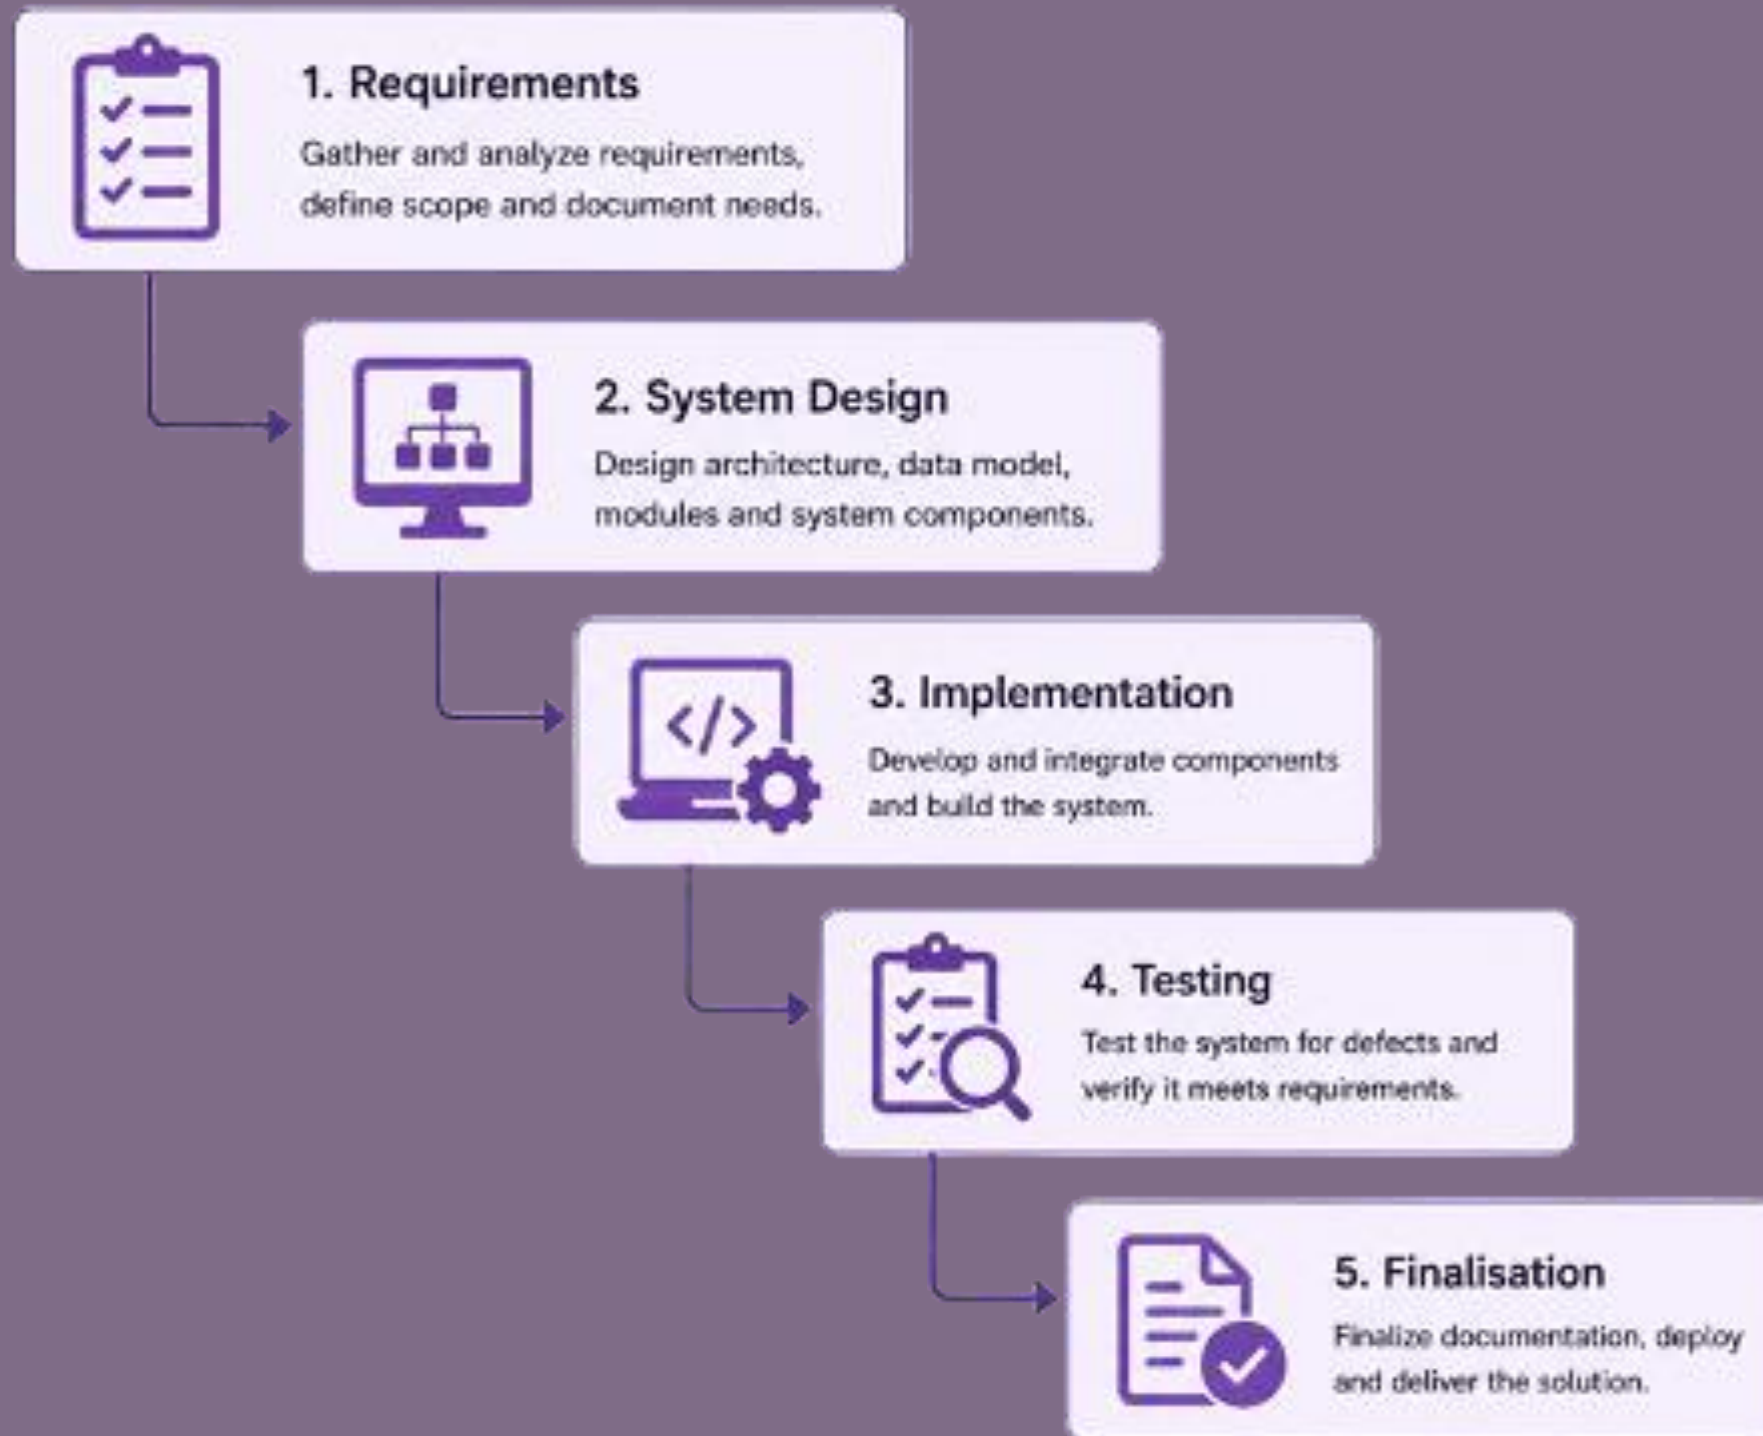 1. Requirements
Gather and analyze requirements,
define scope and document needs.
2. System Design
Design architecture, data model,
modules and system components.
3. Implementation
Develop and integrate components
and build the system.
4. Testing
Test the system for defects and
verify it meets requirements.
5. Finalisation
Finalize documentation, deploy
and deliver the solution.